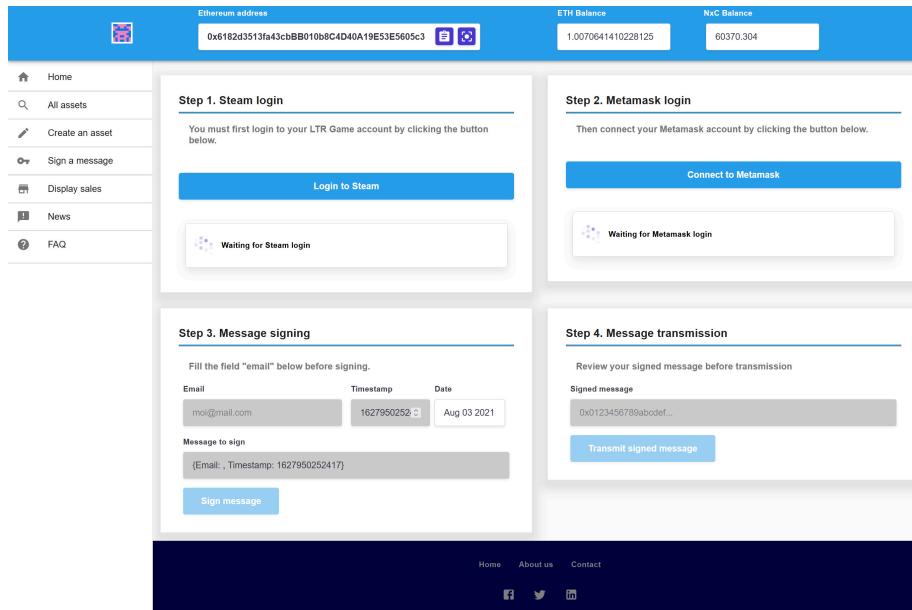 Ethereum address
ETH Balance
NxC Balance
0x6182d3513fa43cbBB010b8C4D40A19E53E5605c3
1.0070641410228125
60370.304
Home
All assets
Create an asset
Sign a message
Display sales
News
FAQ
Step 1. Steam login
You must first login to your LTR Game account by clicking the button
below.
Login to Steam
Waiting for Steam login
Step 2. Metamask login
Then connect your Metamask account by clicking the button below.
Connect to Metamask
Waiting for Metamask login
Step 3. Message signing
Fill the field "email" below before signing.
Email
Timestamp
Date
moi@mail.com
1627950252
Aug 03 2021
Message to sign
{Email: , Timestamp: 1627950252417}
Sign message
Step 4. Message transmission
Review your signed message before transmission
Signed message
0x0123456789abcdef...
Transmit signed message
Home
About us
Contact